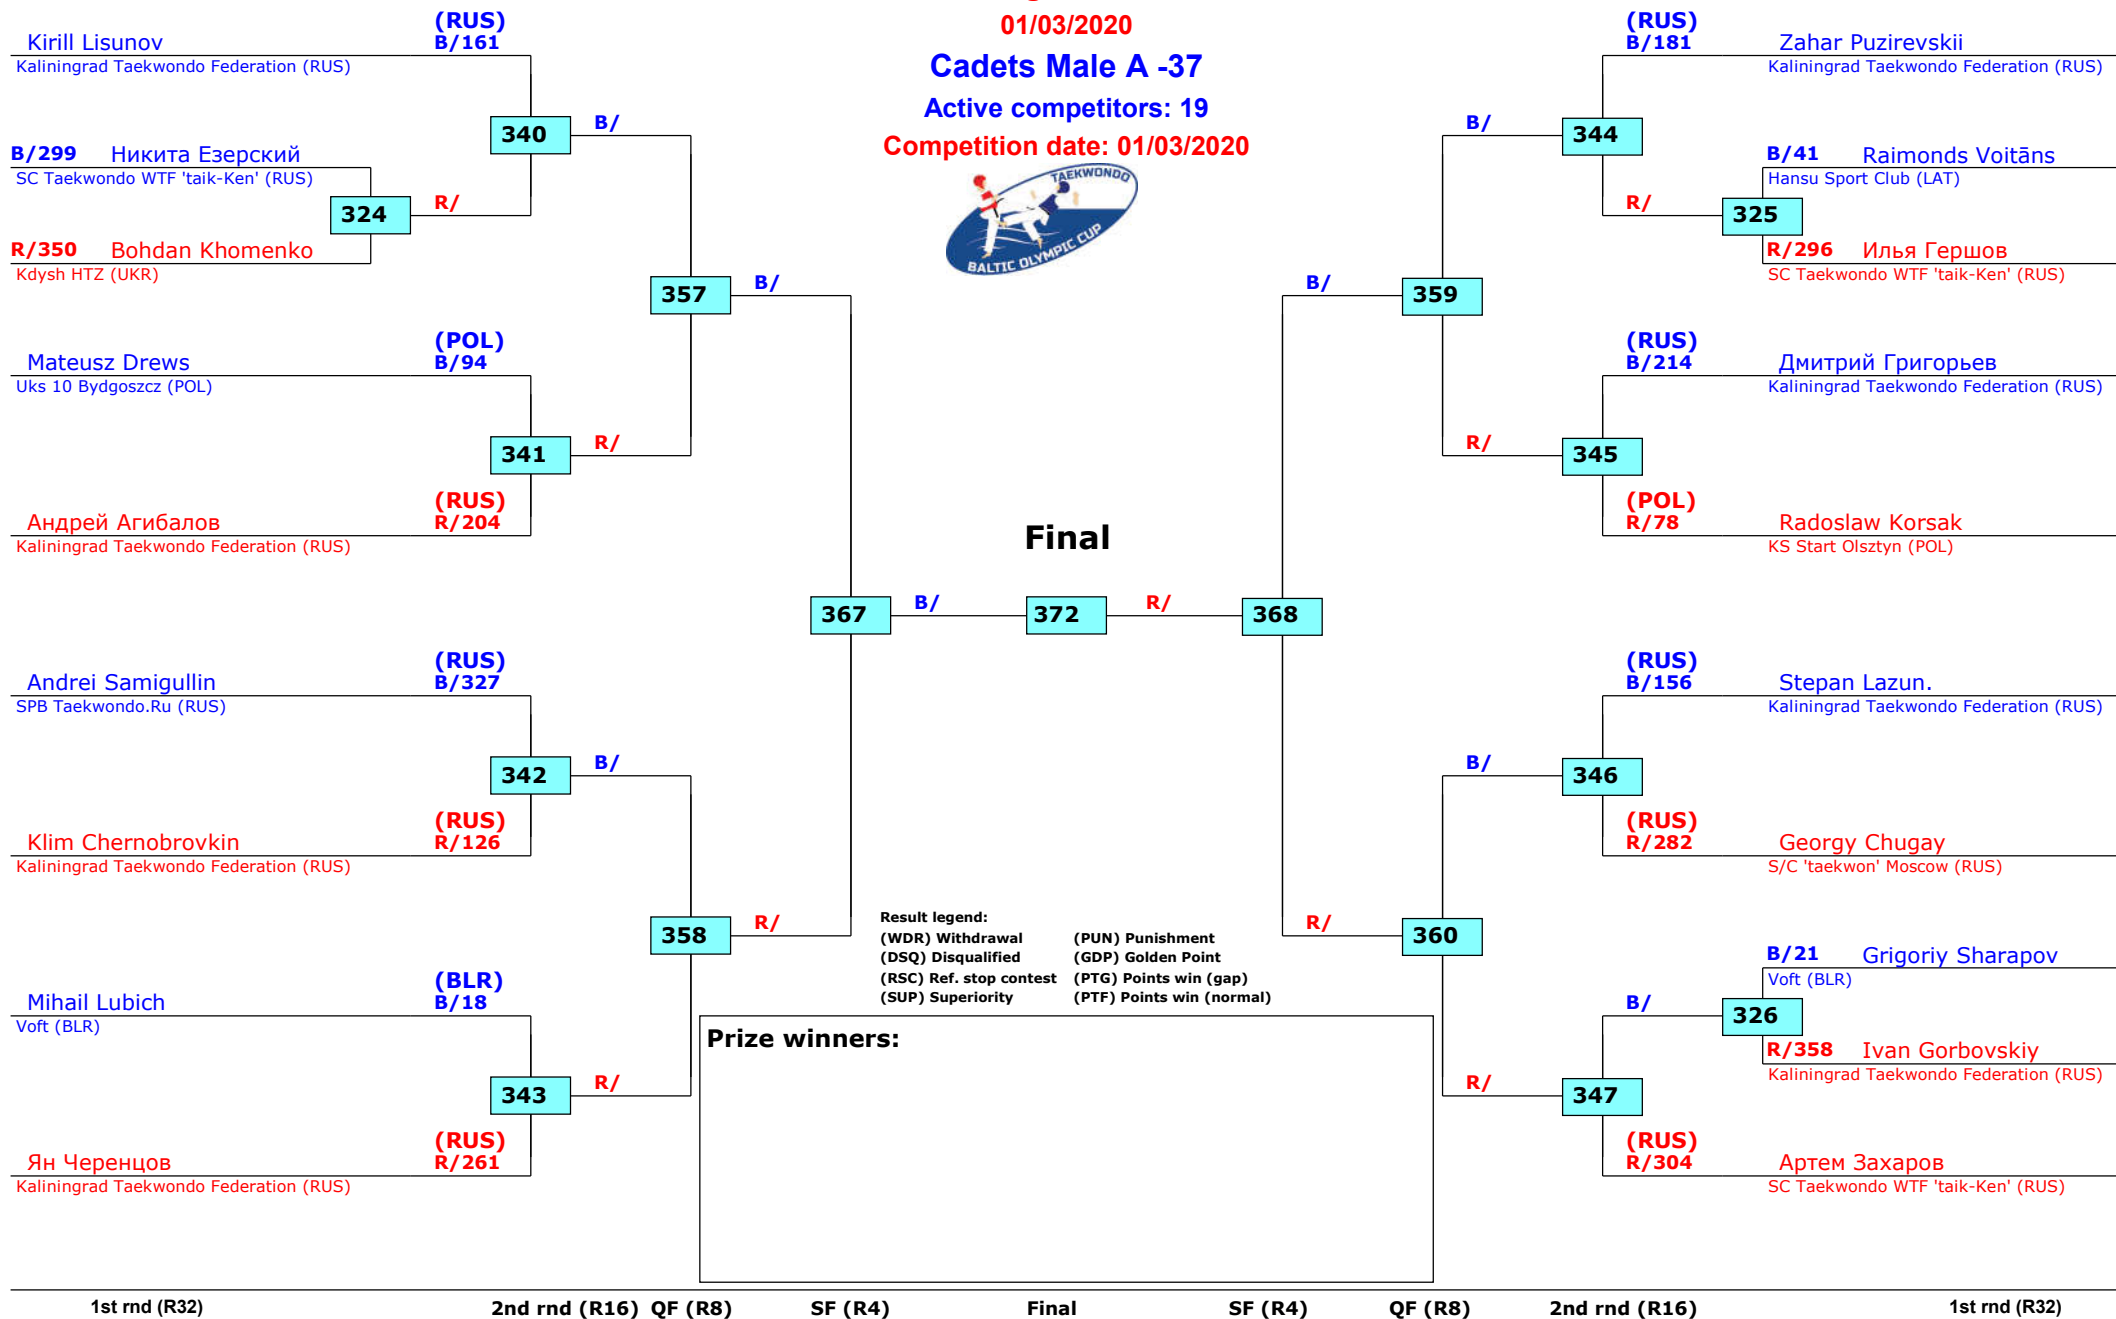 01/03/2020
Cadets Male A -37
Active competitors: 19
Competition date: 01/03/2020
TAEKWONDO
BALTIC OLYMPIC CUP
(RUS)
Kirill Lisunov B/161
Kaliningrad Taekwondo Federation (RUS)
340 B/
B/299 Никита Езерский
SC Taekwondo WTF 'taik-Ken' (RUS)
324 R/
R/350 Bohdan Khomenko
Kdysh HTZ (UKR)
357 B/
(POL)
Mateusz Drews B/94
Uks 10 Bydgoszcz (POL)
341 R/
(RUS)
Андрей Агибалов R/204
Kaliningrad Taekwondo Federation (RUS)
367 B/
(RUS)
Andrei Samigullin B/327
SPB Taekwondo.Ru (RUS)
342 B/
(RUS)
Klim Chernobrovkin R/126
Kaliningrad Taekwondo Federation (RUS)
358 R/
(BLR)
Mihail Lubich B/18
Voft (BLR)
343 R/
(RUS)
Ян Черенцов R/261
Kaliningrad Taekwondo Federation (RUS)
Final
372
(RUS)
B/181 Zahar Puzirevskii
Kaliningrad Taekwondo Federation (RUS)
B/ 344
B/41 Raimonds Voitāns
Hansu Sport Club (LAT)
R/ 325
R/296 Илья Гершов
SC Taekwondo WTF 'taik-Ken' (RUS)
B/ 359
(RUS)
B/214 Дмитрий Григорьев
Kaliningrad Taekwondo Federation (RUS)
R/ 345
(POL)
R/78 Radoslaw Korsak
KS Start Olsztyn (POL)
R/ 368
(RUS)
B/156 Stepan Lazun.
Kaliningrad Taekwondo Federation (RUS)
B/ 346
(RUS)
R/282 Georgy Chugay
S/C 'taekwon' Moscow (RUS)
R/ 360
B/21 Grigoriy Sharapov
Voft (BLR)
B/ 326
R/358 Ivan Gorbovskiy
Kaliningrad Taekwondo Federation (RUS)
R/ 347
(RUS)
R/304 Артем Захаров
SC Taekwondo WTF 'taik-Ken' (RUS)
Result legend:
(WDR) Withdrawal (PUN) Punishment
(DSQ) Disqualified (GDP) Golden Point
(RSC) Ref. stop contest (PTG) Points win (gap)
(SUP) Superiority (PTF) Points win (normal)
Prize winners:
1st rnd (R32) 2nd rnd (R16) QF (R8) SF (R4) Final SF (R4) QF (R8) 2nd rnd (R16) 1st rnd (R32)